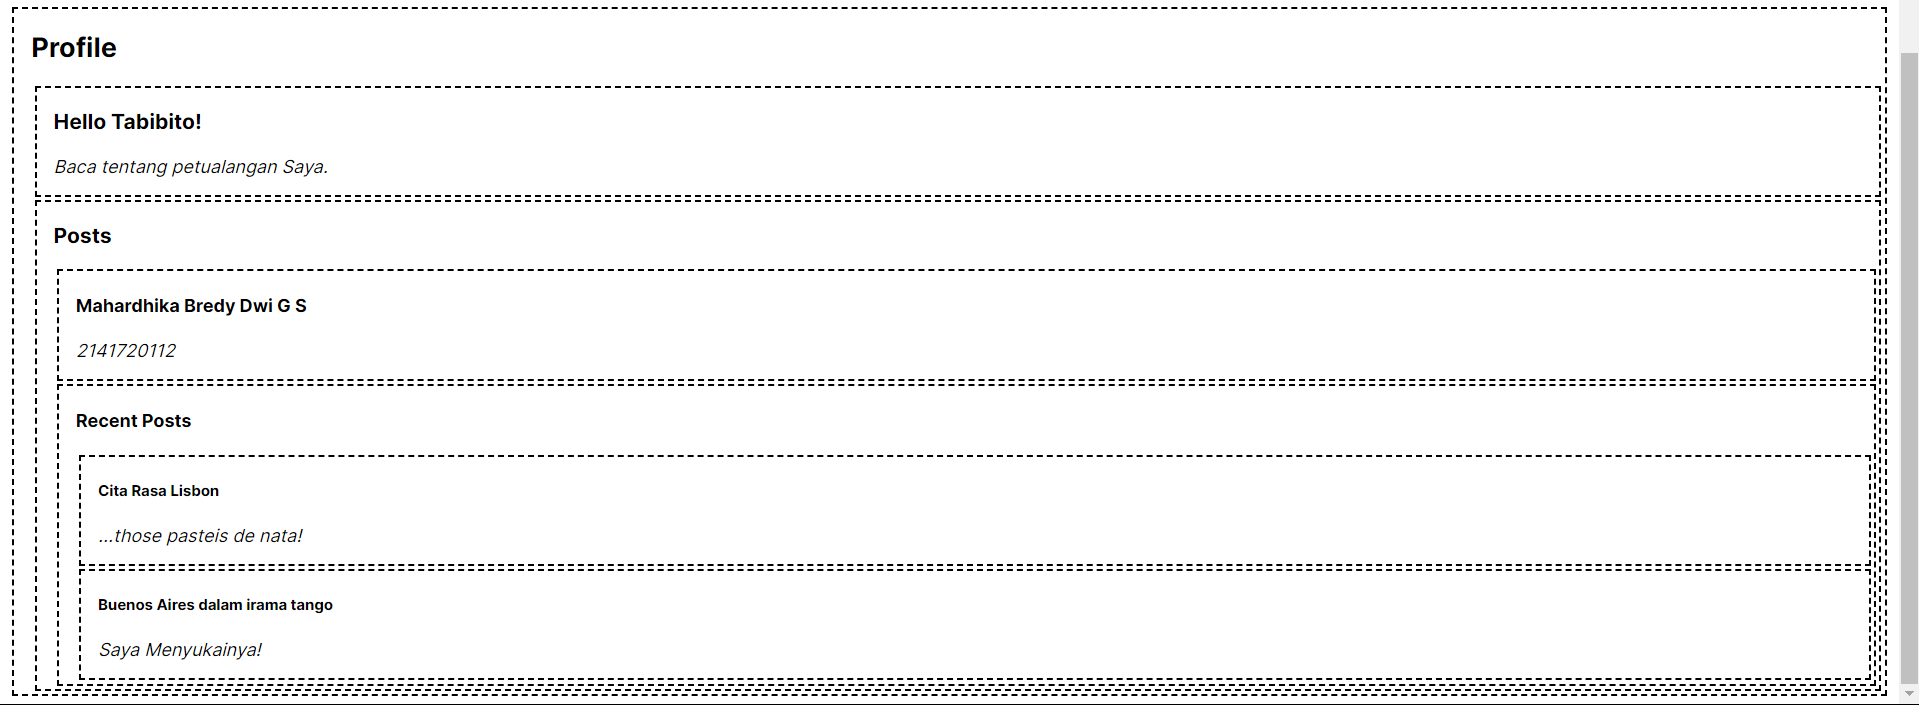 Profile
Hello Tabibito!
Baca tentang petualangan Saya.
Posts
Mahardhika Bredy Dwi G S
2141720112
Recent Posts
Cita Rasa Lisbon
...those pasteis de nata!
Buenos Aires dalam irama tango
Saya Menyukainya!